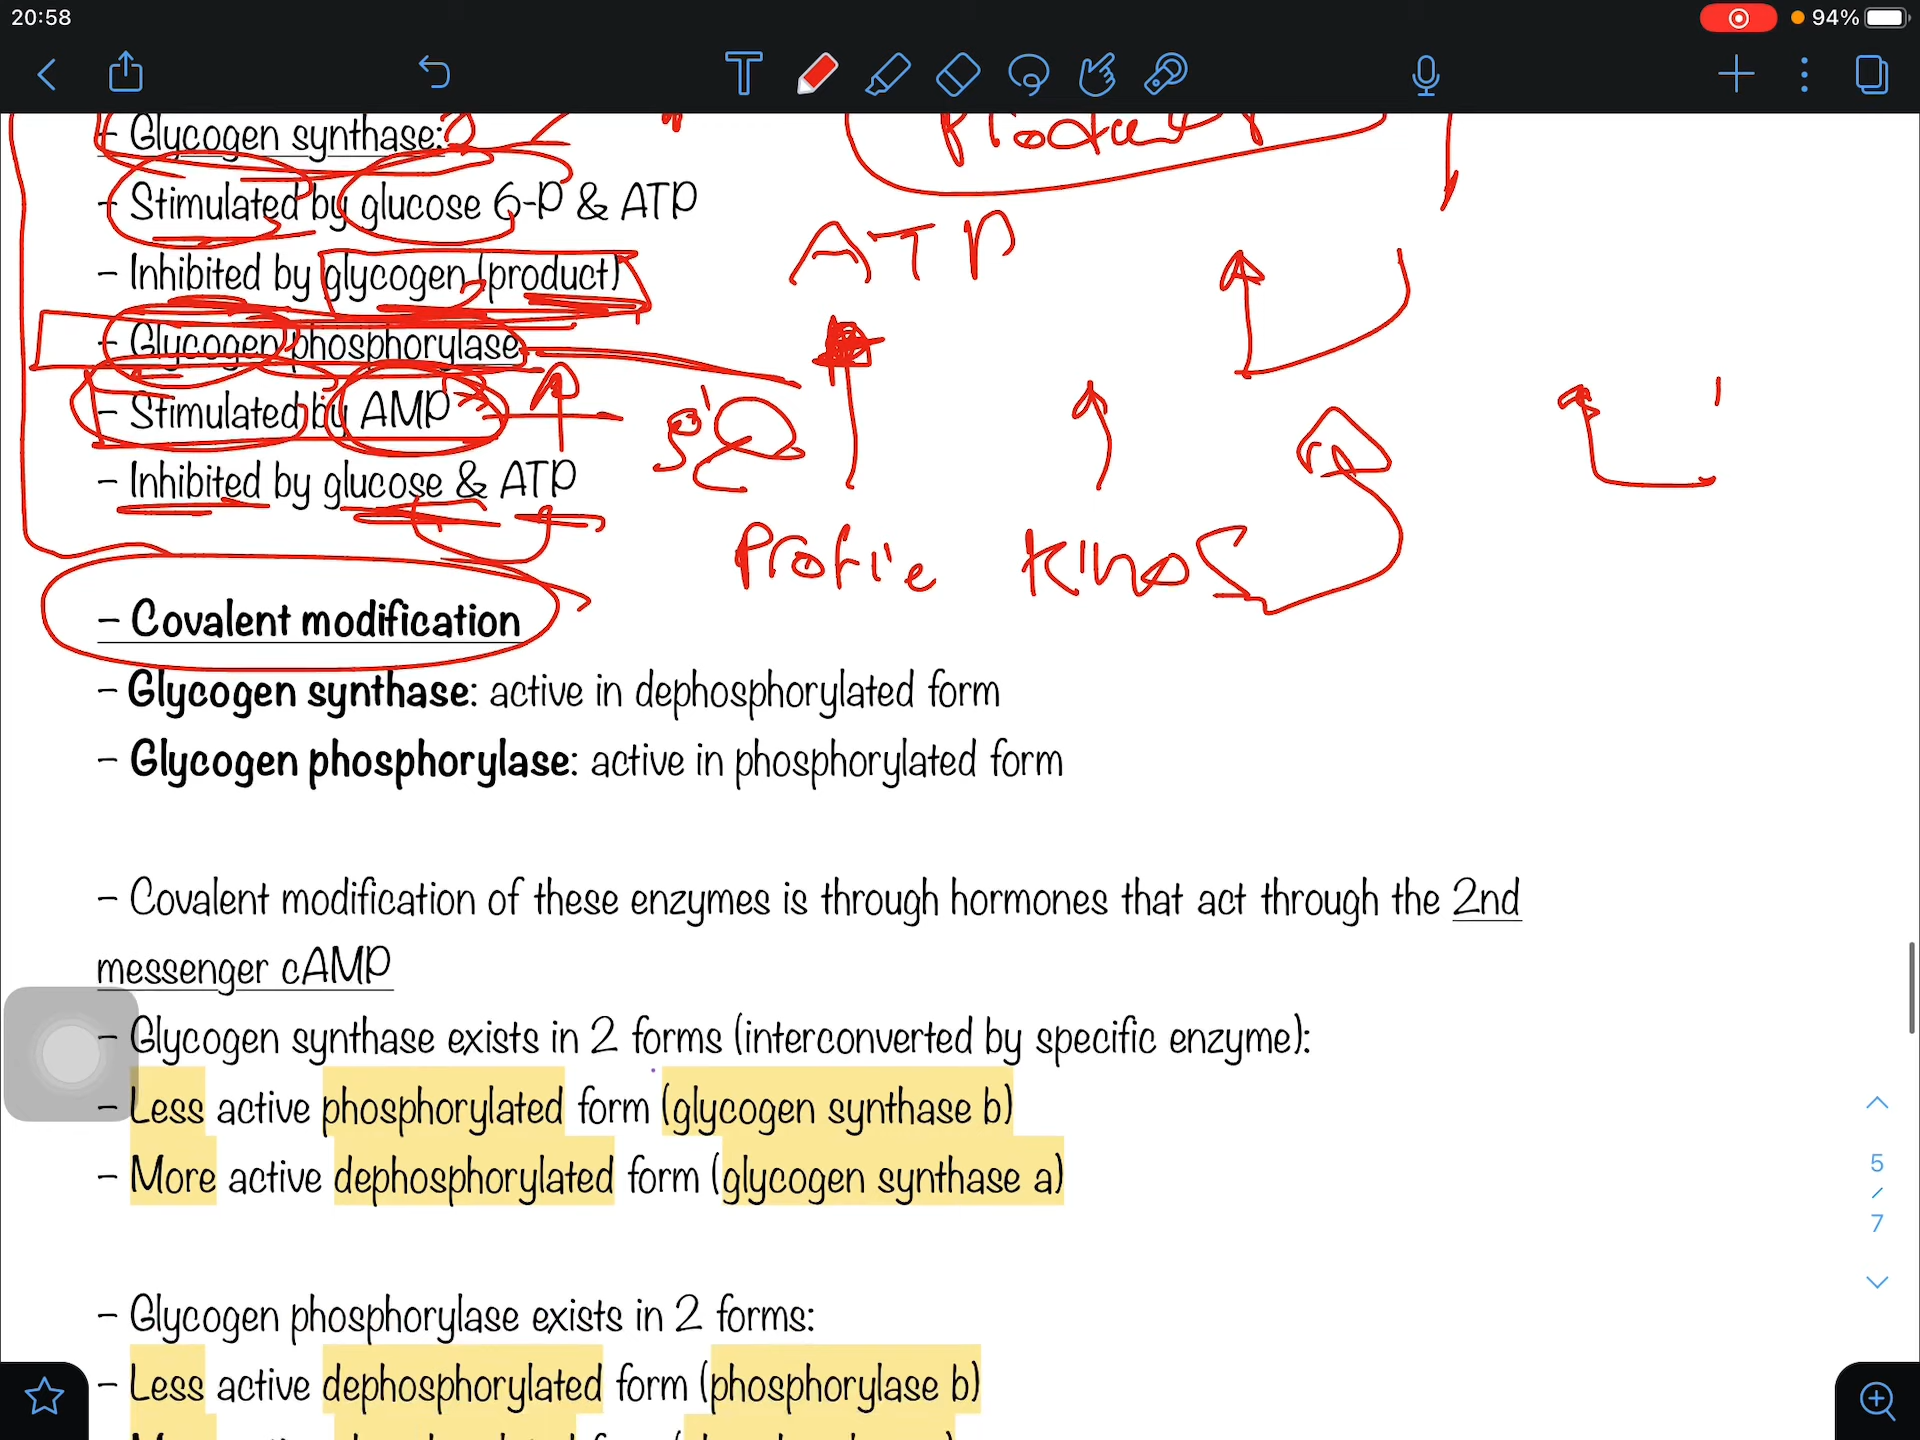 20:58
94%
T
- Glycogen synthase:
- Stimulated by glucose 6-P & ATP
- Inhibited by glycogen (product)
ATP
- Glycogen phosphorylase
- Stimulated by AMP
- Inhibited by glucose & ATP
- Covalent modification
- Glycogen synthase: active in dephosphorylated form
- Glycogen phosphorylase: active in phosphorylated form
- Covalent modification of these enzymes is through hormones that act through the 2nd
messenger cAMP
- Glycogen synthase exists in 2 forms (interconverted by specific enzyme):
- Less active phosphorylated form (glycogen synthase b)
- More active dephosphorylated form (glycogen synthase a)
5
/
7
- Glycogen phosphorylase exists in 2 forms:
- Less active dephosphorylated form (phosphorylase b)